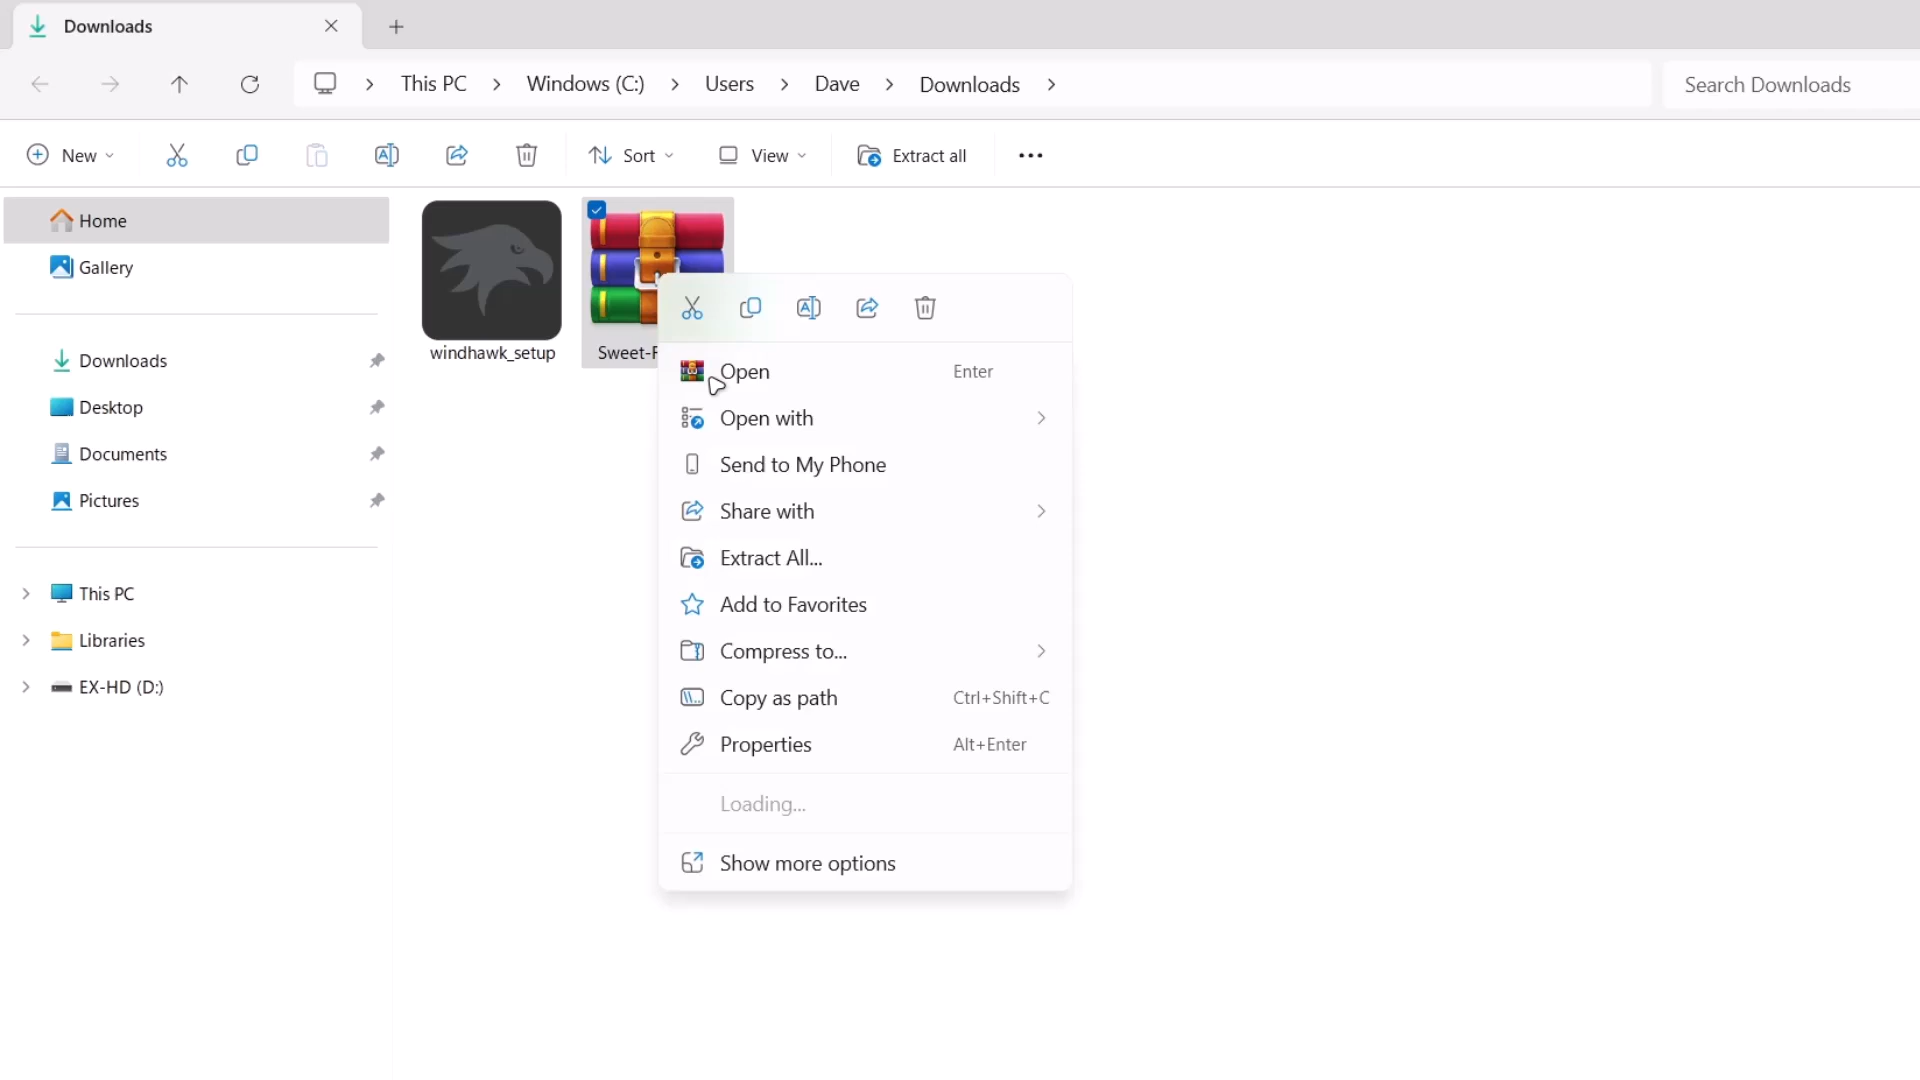 Downloads
This PC
Windows (C:)
Users
Dave
Downloads
Search Downloads
New
Sort
View
Extract all
Home
Gallery
Downloads
Desktop
Documents
Pictures
This PC
Libraries
EX-HD (D:)
windhawk_setup
Open Enter
Open with
Send to My Phone
Share with
Extract All...
Add to Favorites
Compress to...
Copy as path Ctrl+Shift+C
Properties Alt+Enter
Loading...
Show more options